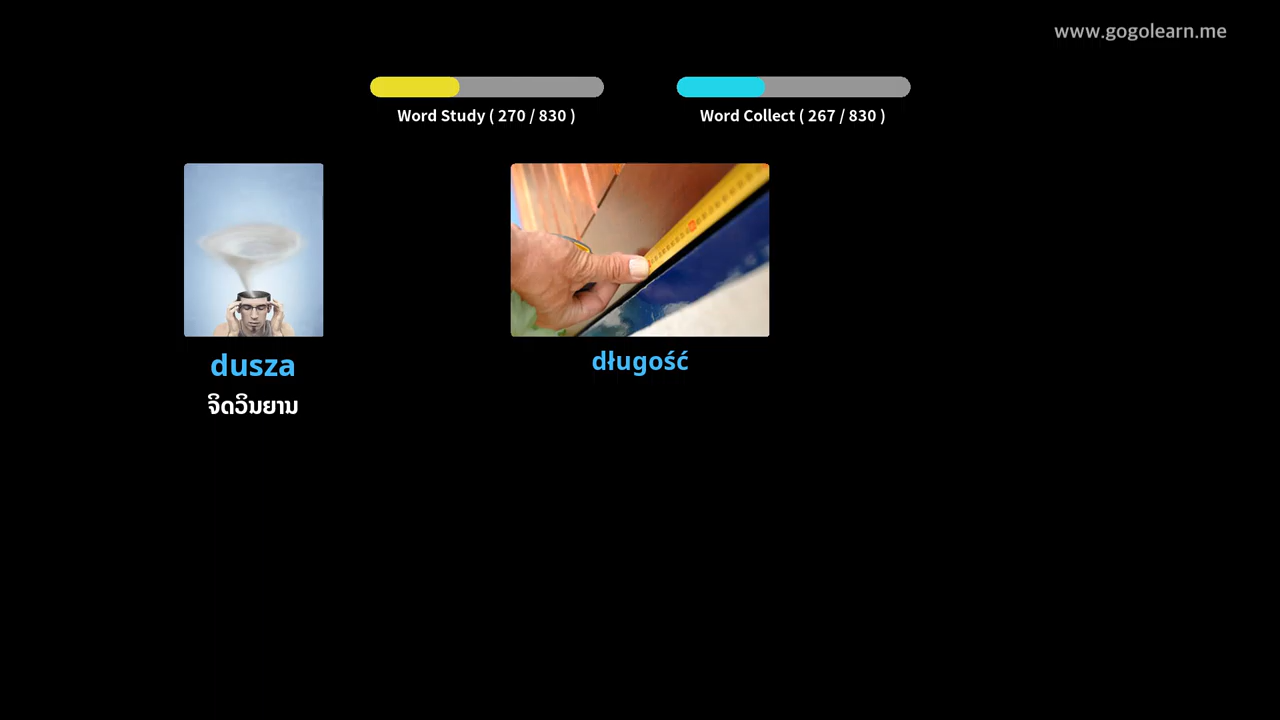 www.gogolearn.me
Word Study ( 270 / 830 )
Word Collect ( 267 / 830 )
dusza
ຈິດວິນຍານ
długość